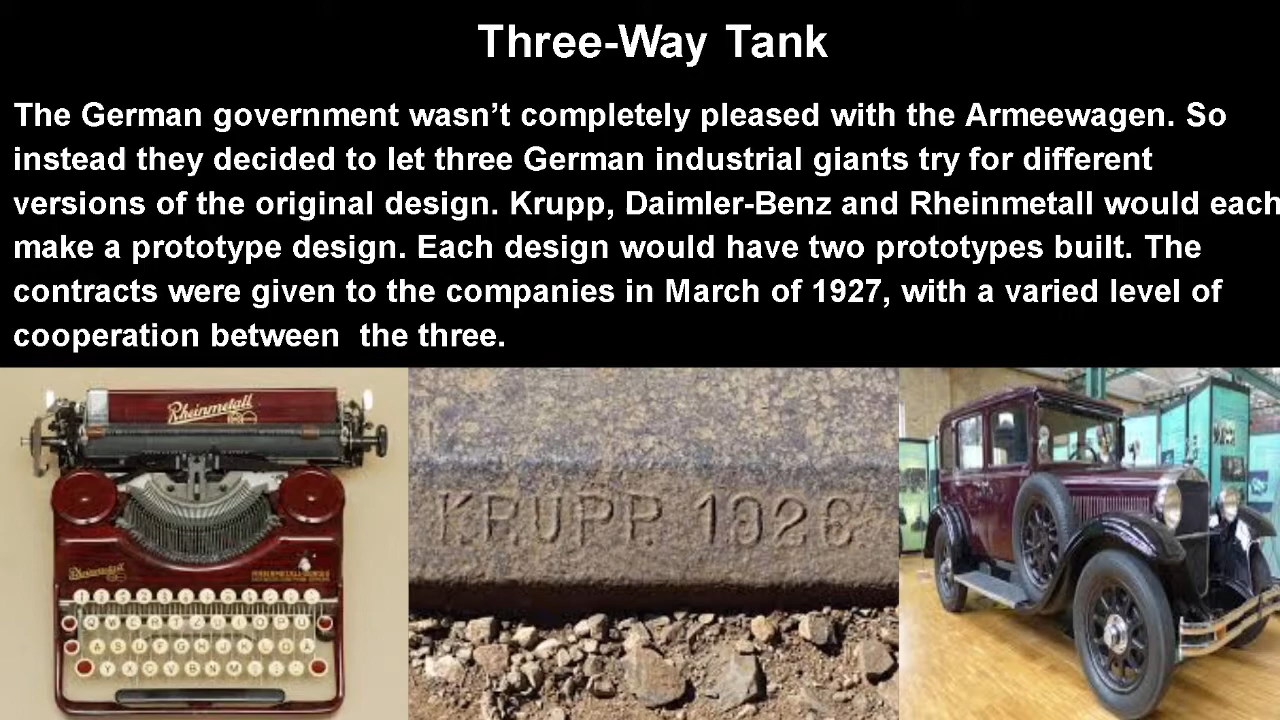 Three-Way Tank
The German government wasn’t completely pleased with the Armeewagen. So
instead they decided to let three German industrial giants try for different
versions of the original design. Krupp, Daimler-Benz and Rheinmetall would each
make a prototype design. Each design would have two prototypes built. The
contracts were given to the companies in March of 1927, with a varied level of
cooperation between  the three.
Rheinmetall
KRUPP. 1926
Rheinmetall